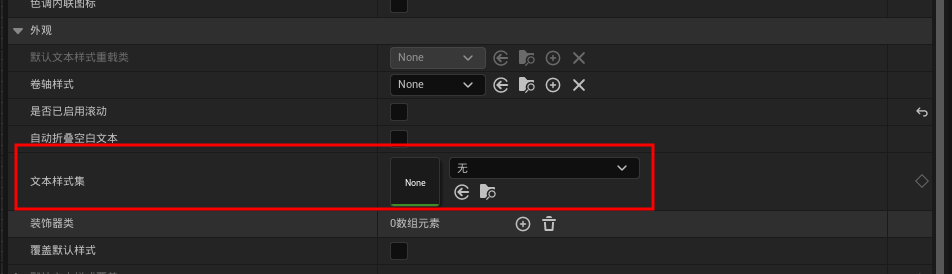 色调内联图标
外观
默认文本样式重载类 None
卷轴样式 None
是否已启用滚动
自动折叠空白文本
文本样式集 None 无
装饰器类 0数组元素
覆盖默认样式